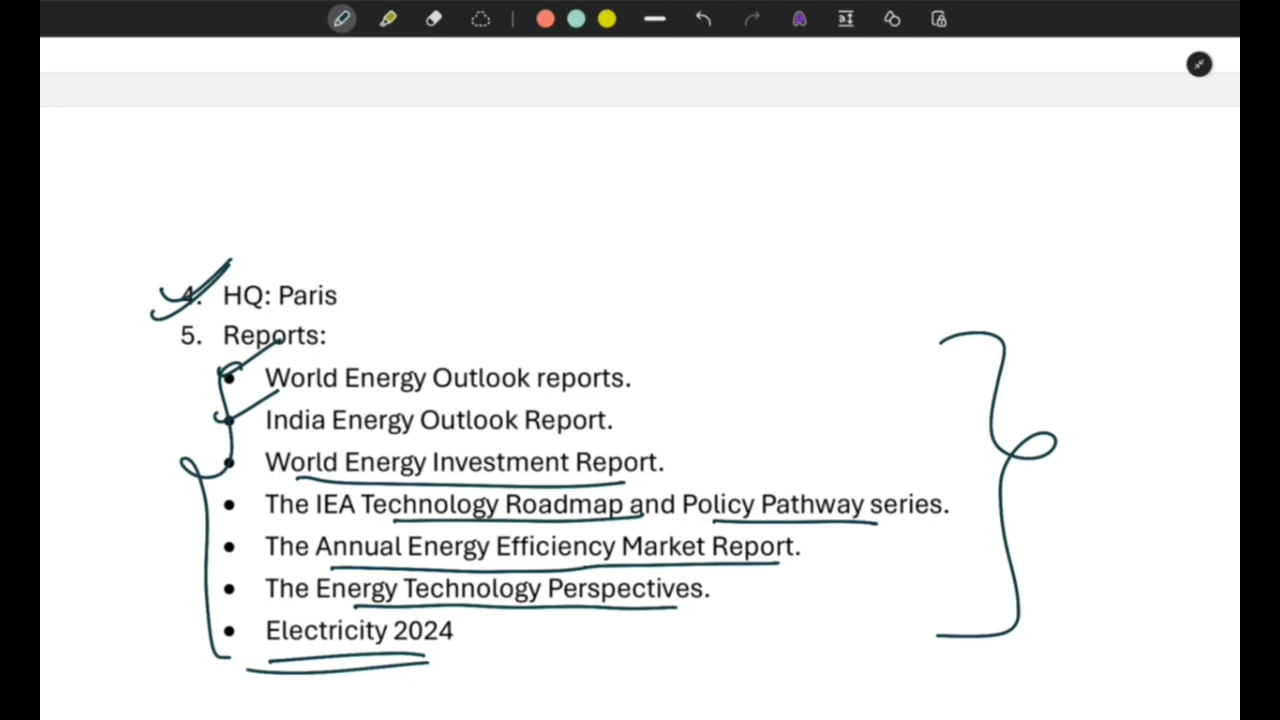 4. HQ: Paris
5. Reports:
• World Energy Outlook reports.
• India Energy Outlook Report.
• World Energy Investment Report.
• The IEA Technology Roadmap and Policy Pathway series.
• The Annual Energy Efficiency Market Report.
• The Energy Technology Perspectives.
• Electricity 2024